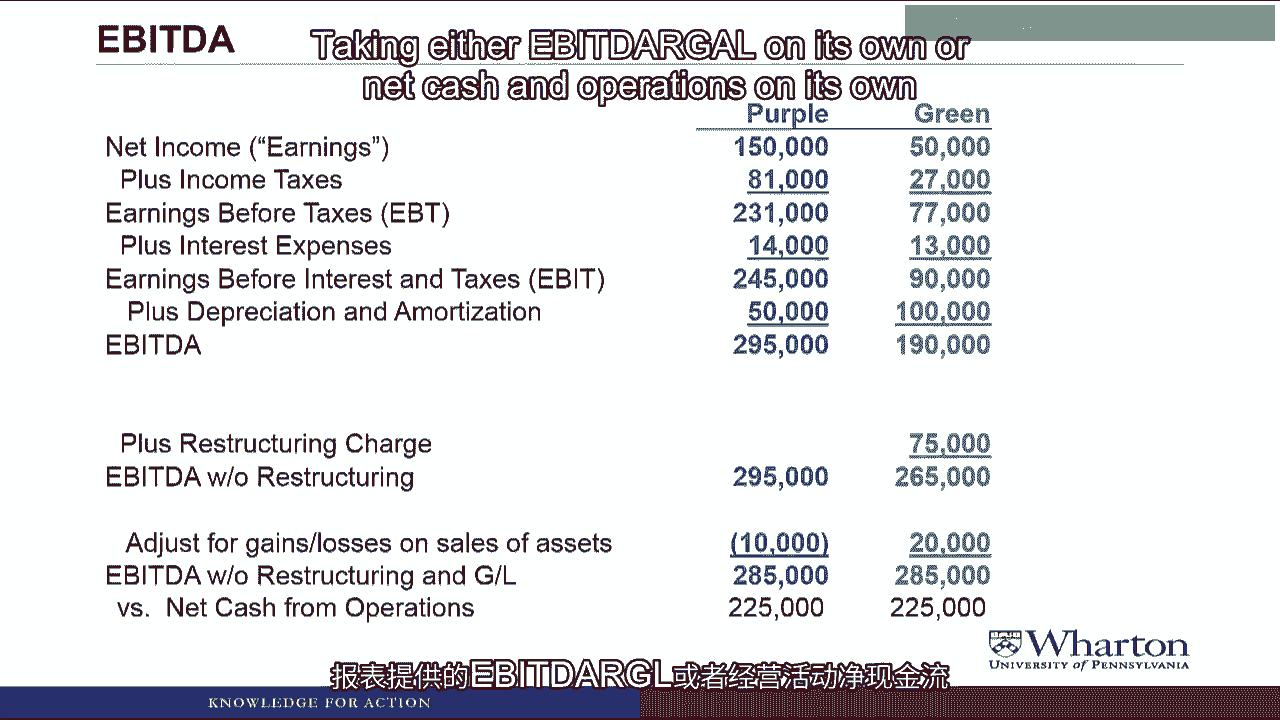 EBITDA
Taking either EBITDARGAL on its own or
net cash and operations on its own
Purple Green
Net Income (“Earnings”) 150,000 50,000
Plus Income Taxes 81,000 27,000
Earnings Before Taxes (EBT) 231,000 77,000
Plus Interest Expenses 14,000 13,000
Earnings Before Interest and Taxes (EBIT) 245,000 90,000
Plus Depreciation and Amortization 50,000 100,000
EBITDA 295,000 190,000
Plus Restructuring Charge 75,000
EBITDA w/o Restructuring 295,000 265,000
Adjust for gains/losses on sales of assets (10,000) 20,000
EBITDA w/o Restructuring and G/L 285,000 285,000
vs. Net Cash from Operations 225,000 225,000
Wharton
UNIVERSITY of PENNSYLVANIA
报表提供的EBITDARGL或者经营活动净现金流
KNOWLEDGE FOR ACTION